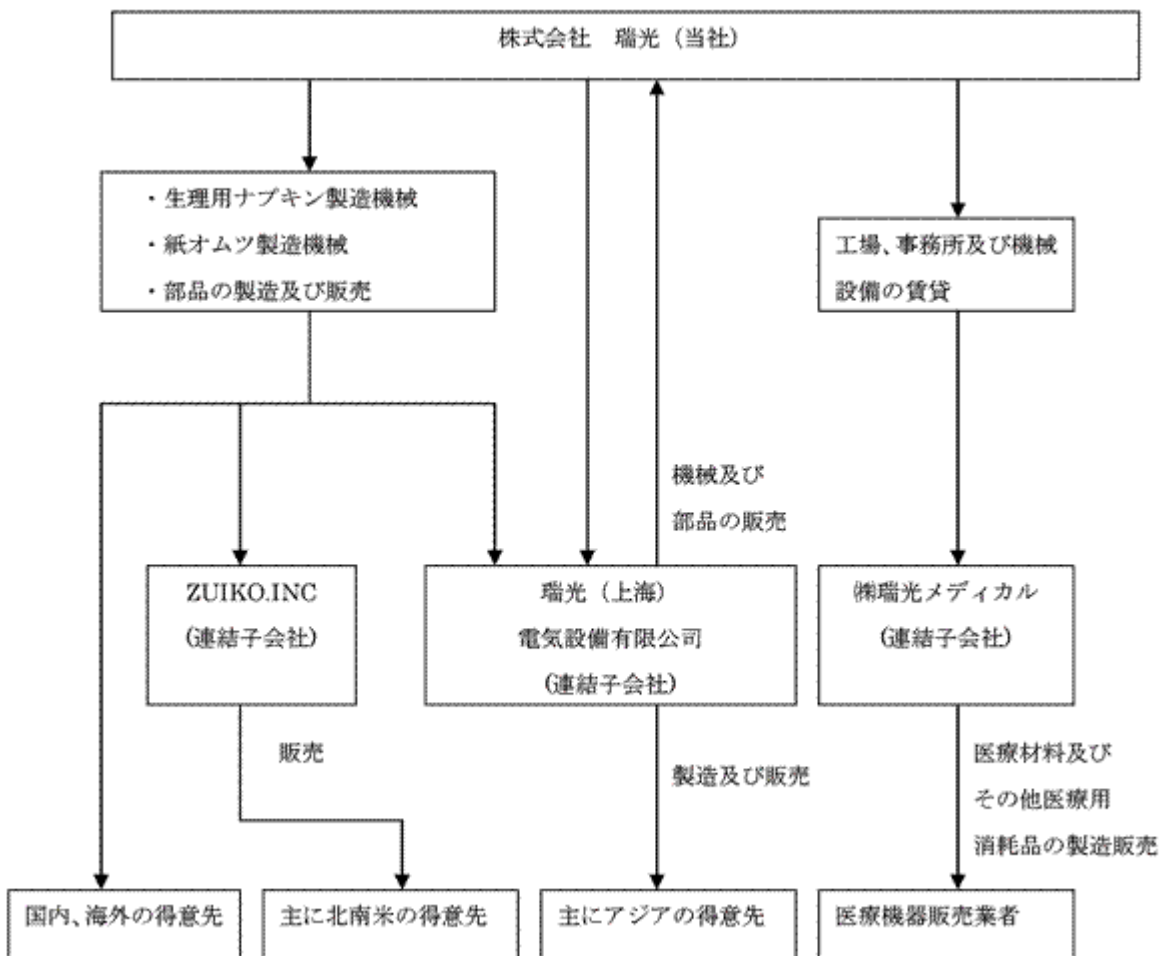 株式会社　瑞光（当社）
・生理用ナプキン製造機械
・紙オムツ製造機械
・部品の製造及び販売
工場、事務所及び機械
設備の賃貸
機械及び
部品の販売
ZUIKO.INC
(連結子会社)
瑞光（上海）
電気設備有限公司
(連結子会社)
㈱瑞光メディカル
(連結子会社)
販売
製造及び販売
医療材料及び
その他医療用
消耗品の製造販売
国内、海外の得意先
主に北南米の得意先
主にアジアの得意先
医療機器販売業者